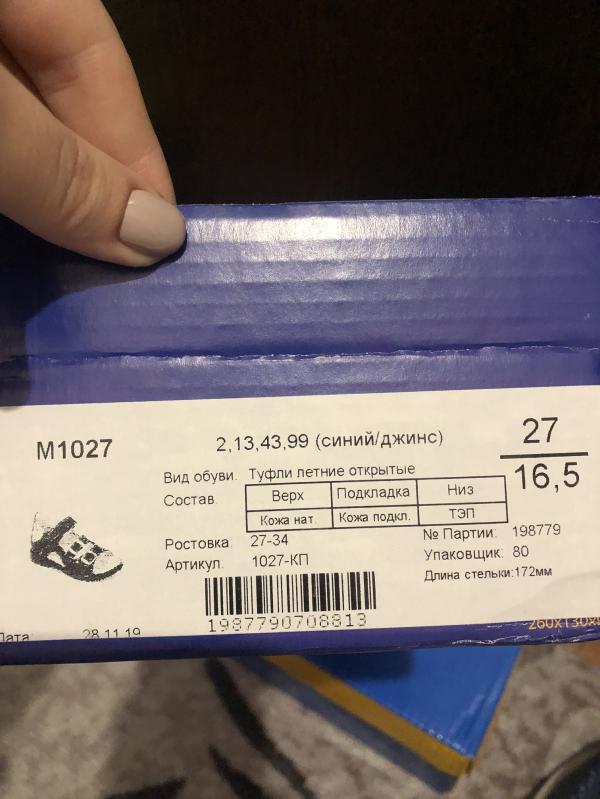 М1027
2,13,43,99 (синий/джинс)
27
16,5
Вид обуви. Туфли летние открытые
Состав.
Верх Подкладка Низ
Кожа нат. Кожа подкл. ТЭП
Ростовка. 27-34
Артикул. 1027-КП
№ Партии: 198779
Упаковщик: 80
Длина стельки:172мм
1987790708813
Дата: 28.11.19